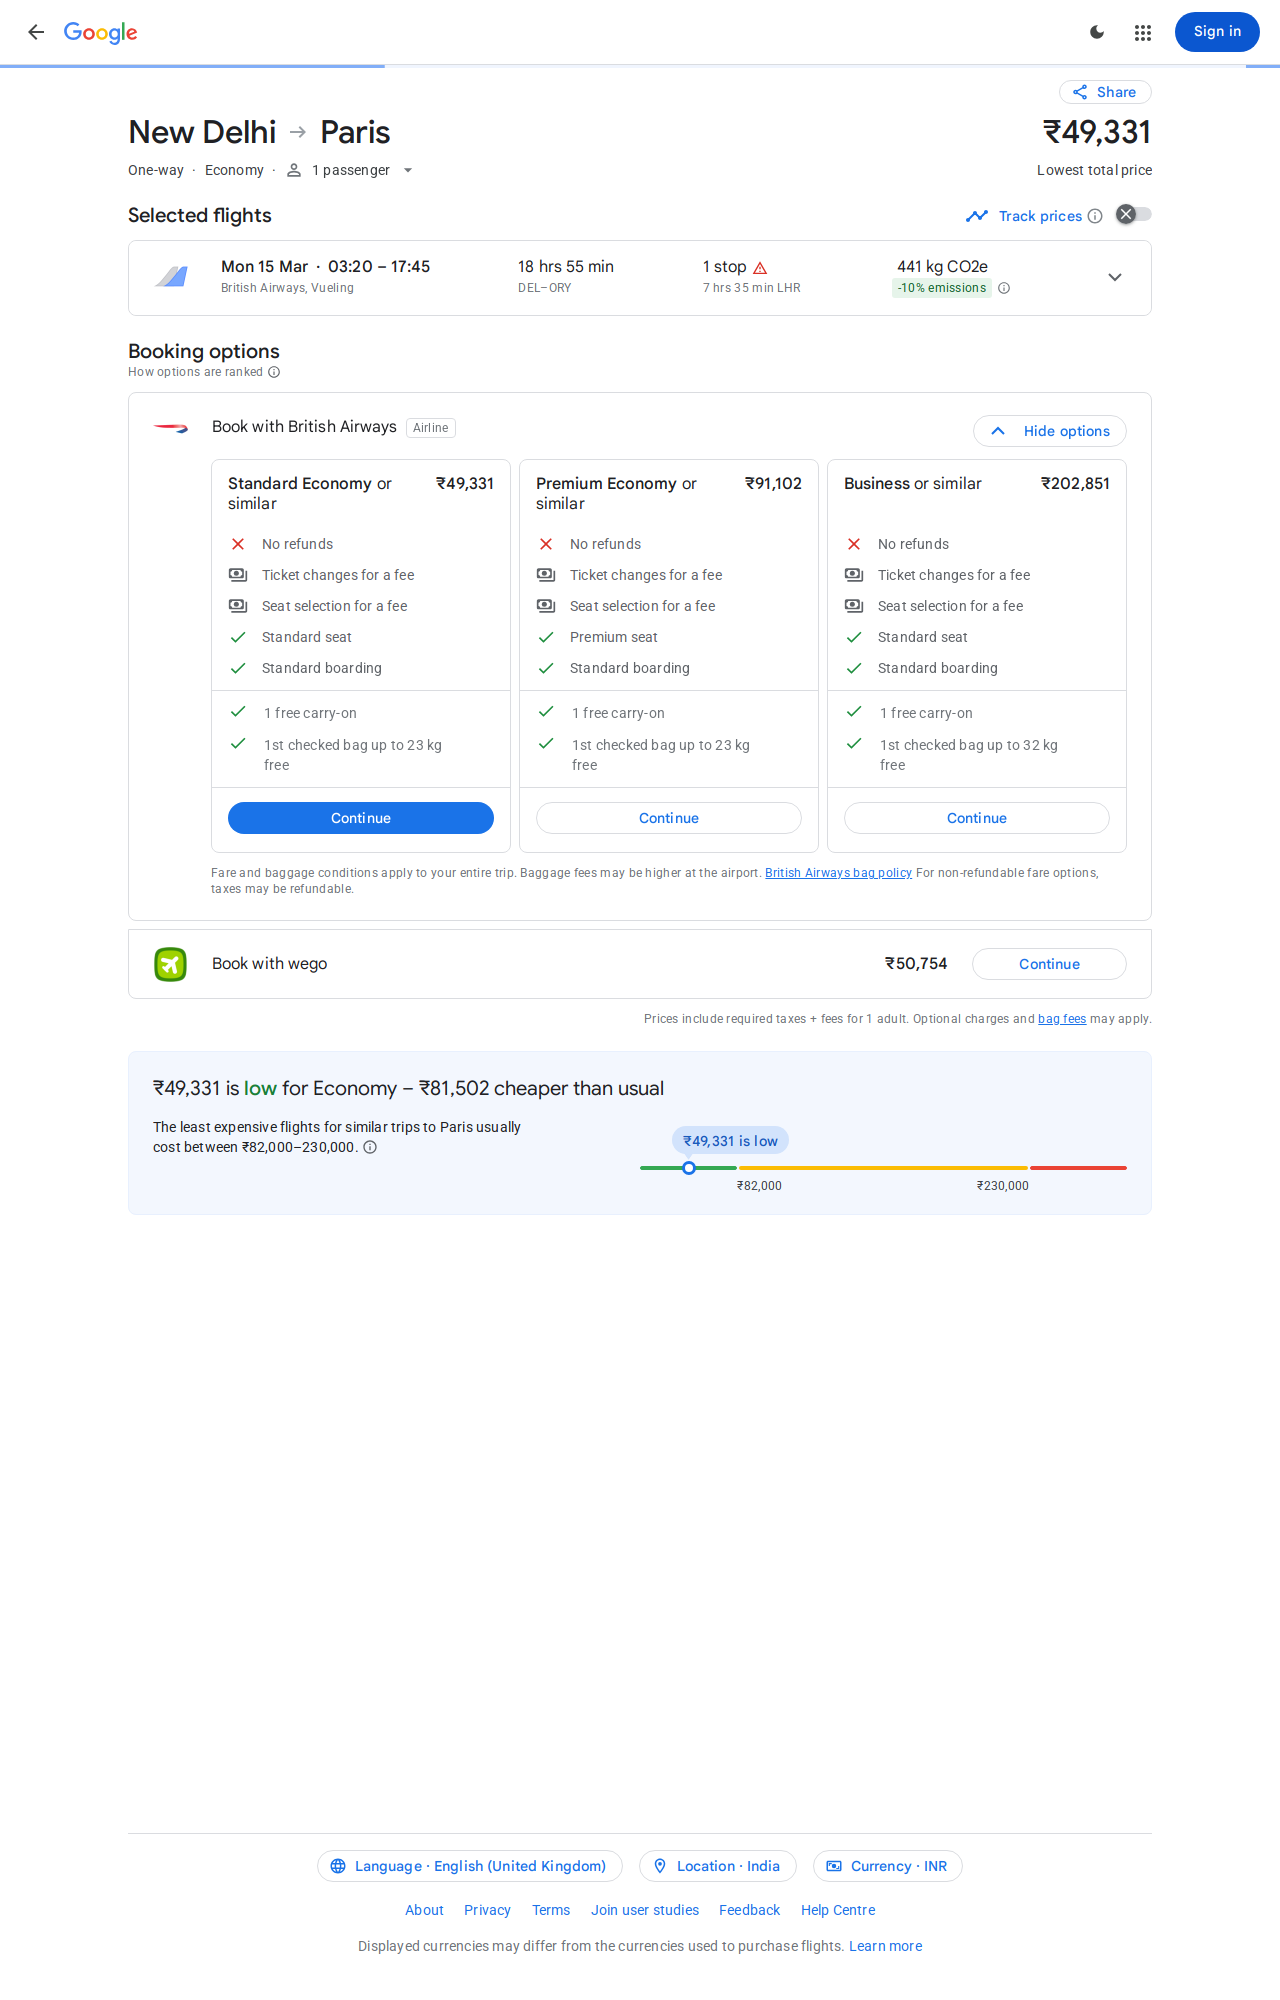 Google
Sign in
Share
New Delhi → Paris
₹49,331
One-way · Economy · 1 passenger
Lowest total price
Selected flights
Track prices
Mon 15 Mar · 03:20 – 17:45
18 hrs 55 min
1 stop
441 kg CO2e
British Airways, Vueling
DEL–ORY
7 hrs 35 min LHR
-10% emissions
Booking options
How options are ranked
Book with British Airways Airline
Hide options
Standard Economy or similar
₹49,331
No refunds
Ticket changes for a fee
Seat selection for a fee
Standard seat
Standard boarding
1 free carry-on
1st checked bag up to 23 kg
free
Continue
Premium Economy or similar
₹91,102
No refunds
Ticket changes for a fee
Seat selection for a fee
Premium seat
Standard boarding
1 free carry-on
1st checked bag up to 23 kg
free
Continue
Business or similar
₹202,851
No refunds
Ticket changes for a fee
Seat selection for a fee
Standard seat
Standard boarding
1 free carry-on
1st checked bag up to 32 kg
free
Continue
Fare and baggage conditions apply to your entire trip. Baggage fees may be higher at the airport. British Airways bag policy For non-refundable fare options,
taxes may be refundable.
Book with wego
₹50,754
Continue
Prices include required taxes + fees for 1 adult. Optional charges and bag fees may apply.
₹49,331 is low for Economy – ₹81,502 cheaper than usual
The least expensive flights for similar trips to Paris usually
cost between ₹82,000–230,000.
₹49,331 is low
₹82,000
₹230,000
Language · English (United Kingdom)
Location · India
Currency · INR
About Privacy Terms Join user studies Feedback Help Centre
Displayed currencies may differ from the currencies used to purchase flights. Learn more